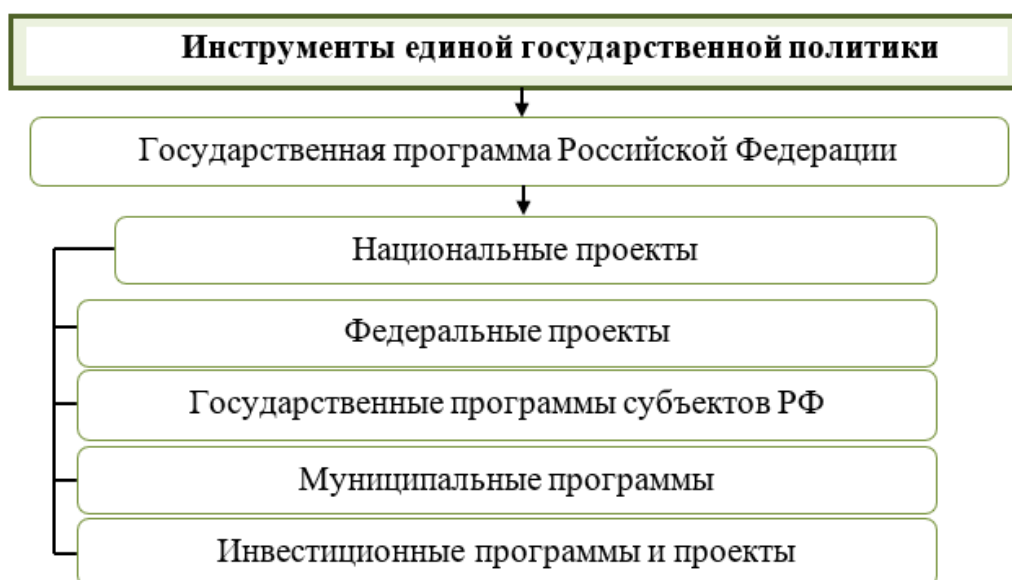 Инструменты единой государственной политики
Государственная программа Российской Федерации
Национальные проекты
Федеральные проекты
Государственные программы субъектов РФ
Муниципальные программы
Инвестиционные программы и проекты